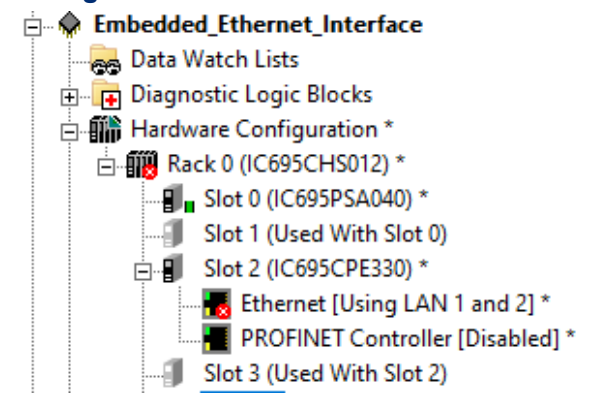 Embedded_Ethernet_Interface
Data Watch Lists
Diagnostic Logic Blocks
Hardware Configuration *
Rack 0 (IC695CHS012) *
Slot 0 (IC695PSA040) *
Slot 1 (Used With Slot 0)
Slot 2 (IC695CPE330) *
Ethernet [Using LAN 1 and 2] *
PROFINET Controller [Disabled] *
Slot 3 (Used With Slot 2)